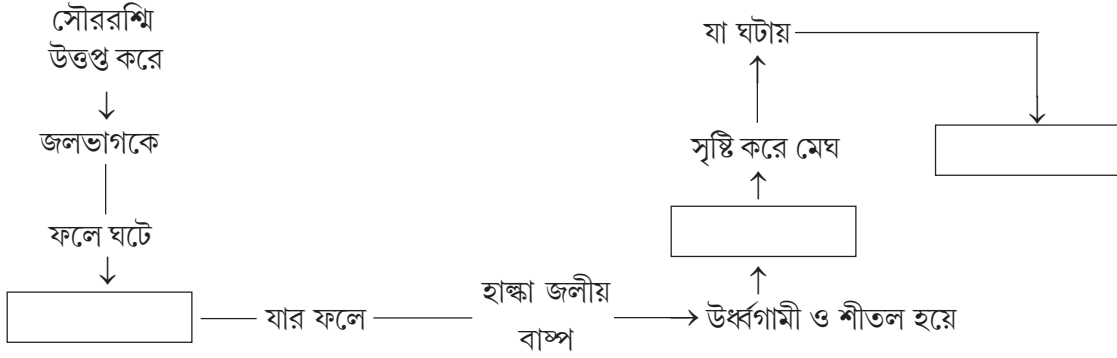 সৌররশ্মি
উত্তপ্ত করে
জলভাগকে
ফলে ঘটে
যার ফলে
হাল্কা জলীয়
বাষ্প
উর্ধ্বগামী ও শীতল হয়ে
সৃষ্টি করে মেঘ
যা ঘটায়